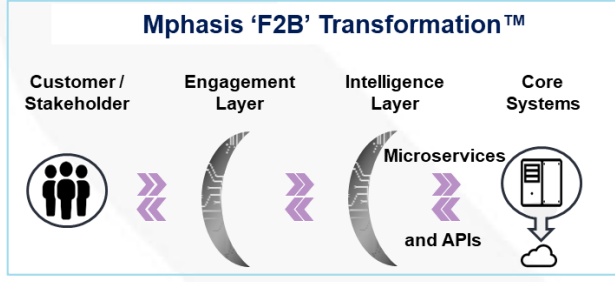 Mphasis ‘F2B’ Transformation™
Customer /
Stakeholder
Engagement
Layer
Intelligence
Layer
Core
Systems
Microservices
and APIs